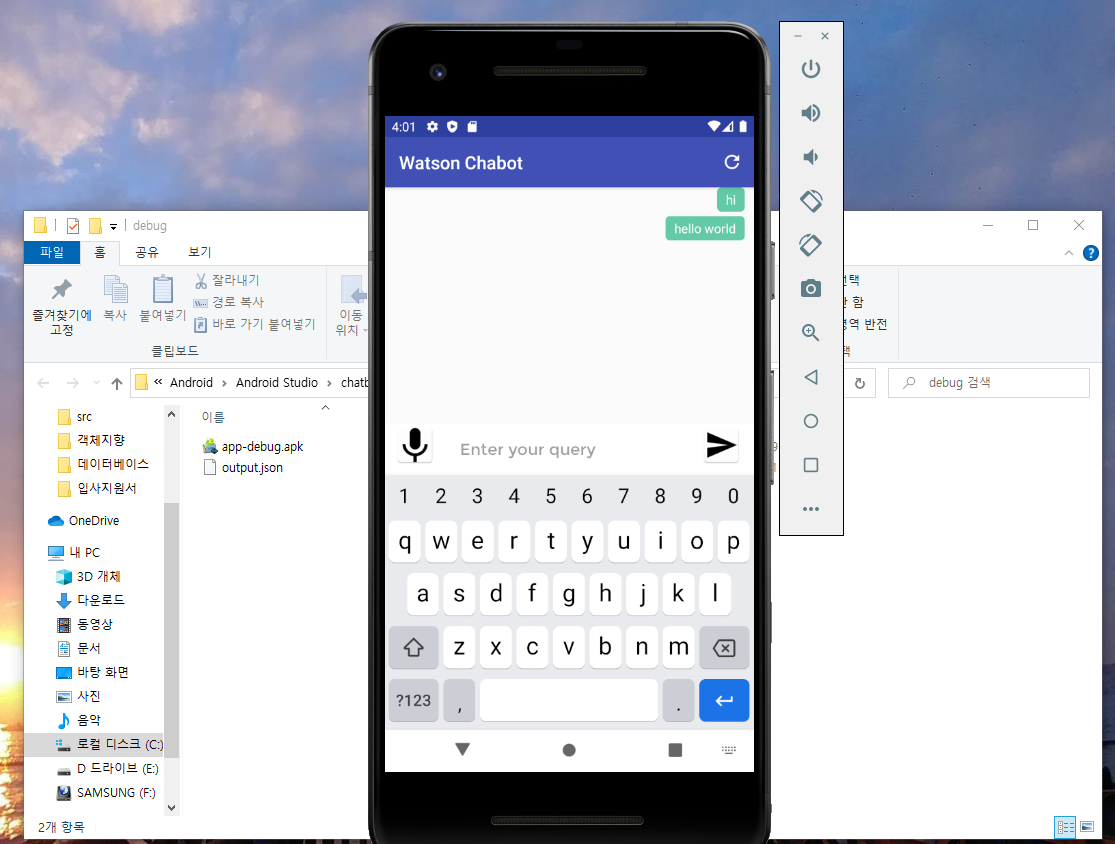 debug
파일
홈
공유
보기
즐겨찾기에
고정
복사
붙여넣기
잘라내기
경로 복사
바로 가기 붙여넣기
클립보드
이동
위치
« Android › Android Studio › chatb
src
객체지향
데이터베이스
입사지원서
OneDrive
내 PC
3D 개체
다운로드
동영상
문서
바탕 화면
사진
음악
로컬 디스크 (C:)
D 드라이브 (E:)
SAMSUNG (F:)
2개 항목
이름
app-debug.apk
output.json
4:01
Watson Chabot
hi
hello world
Enter your query
1 2 3 4 5 6 7 8 9 0
q w e r t y u i o p
a s d f g h j k l
z x c v b n m
?123 , .
선택
안 함
영역 반전
택
debug 검색